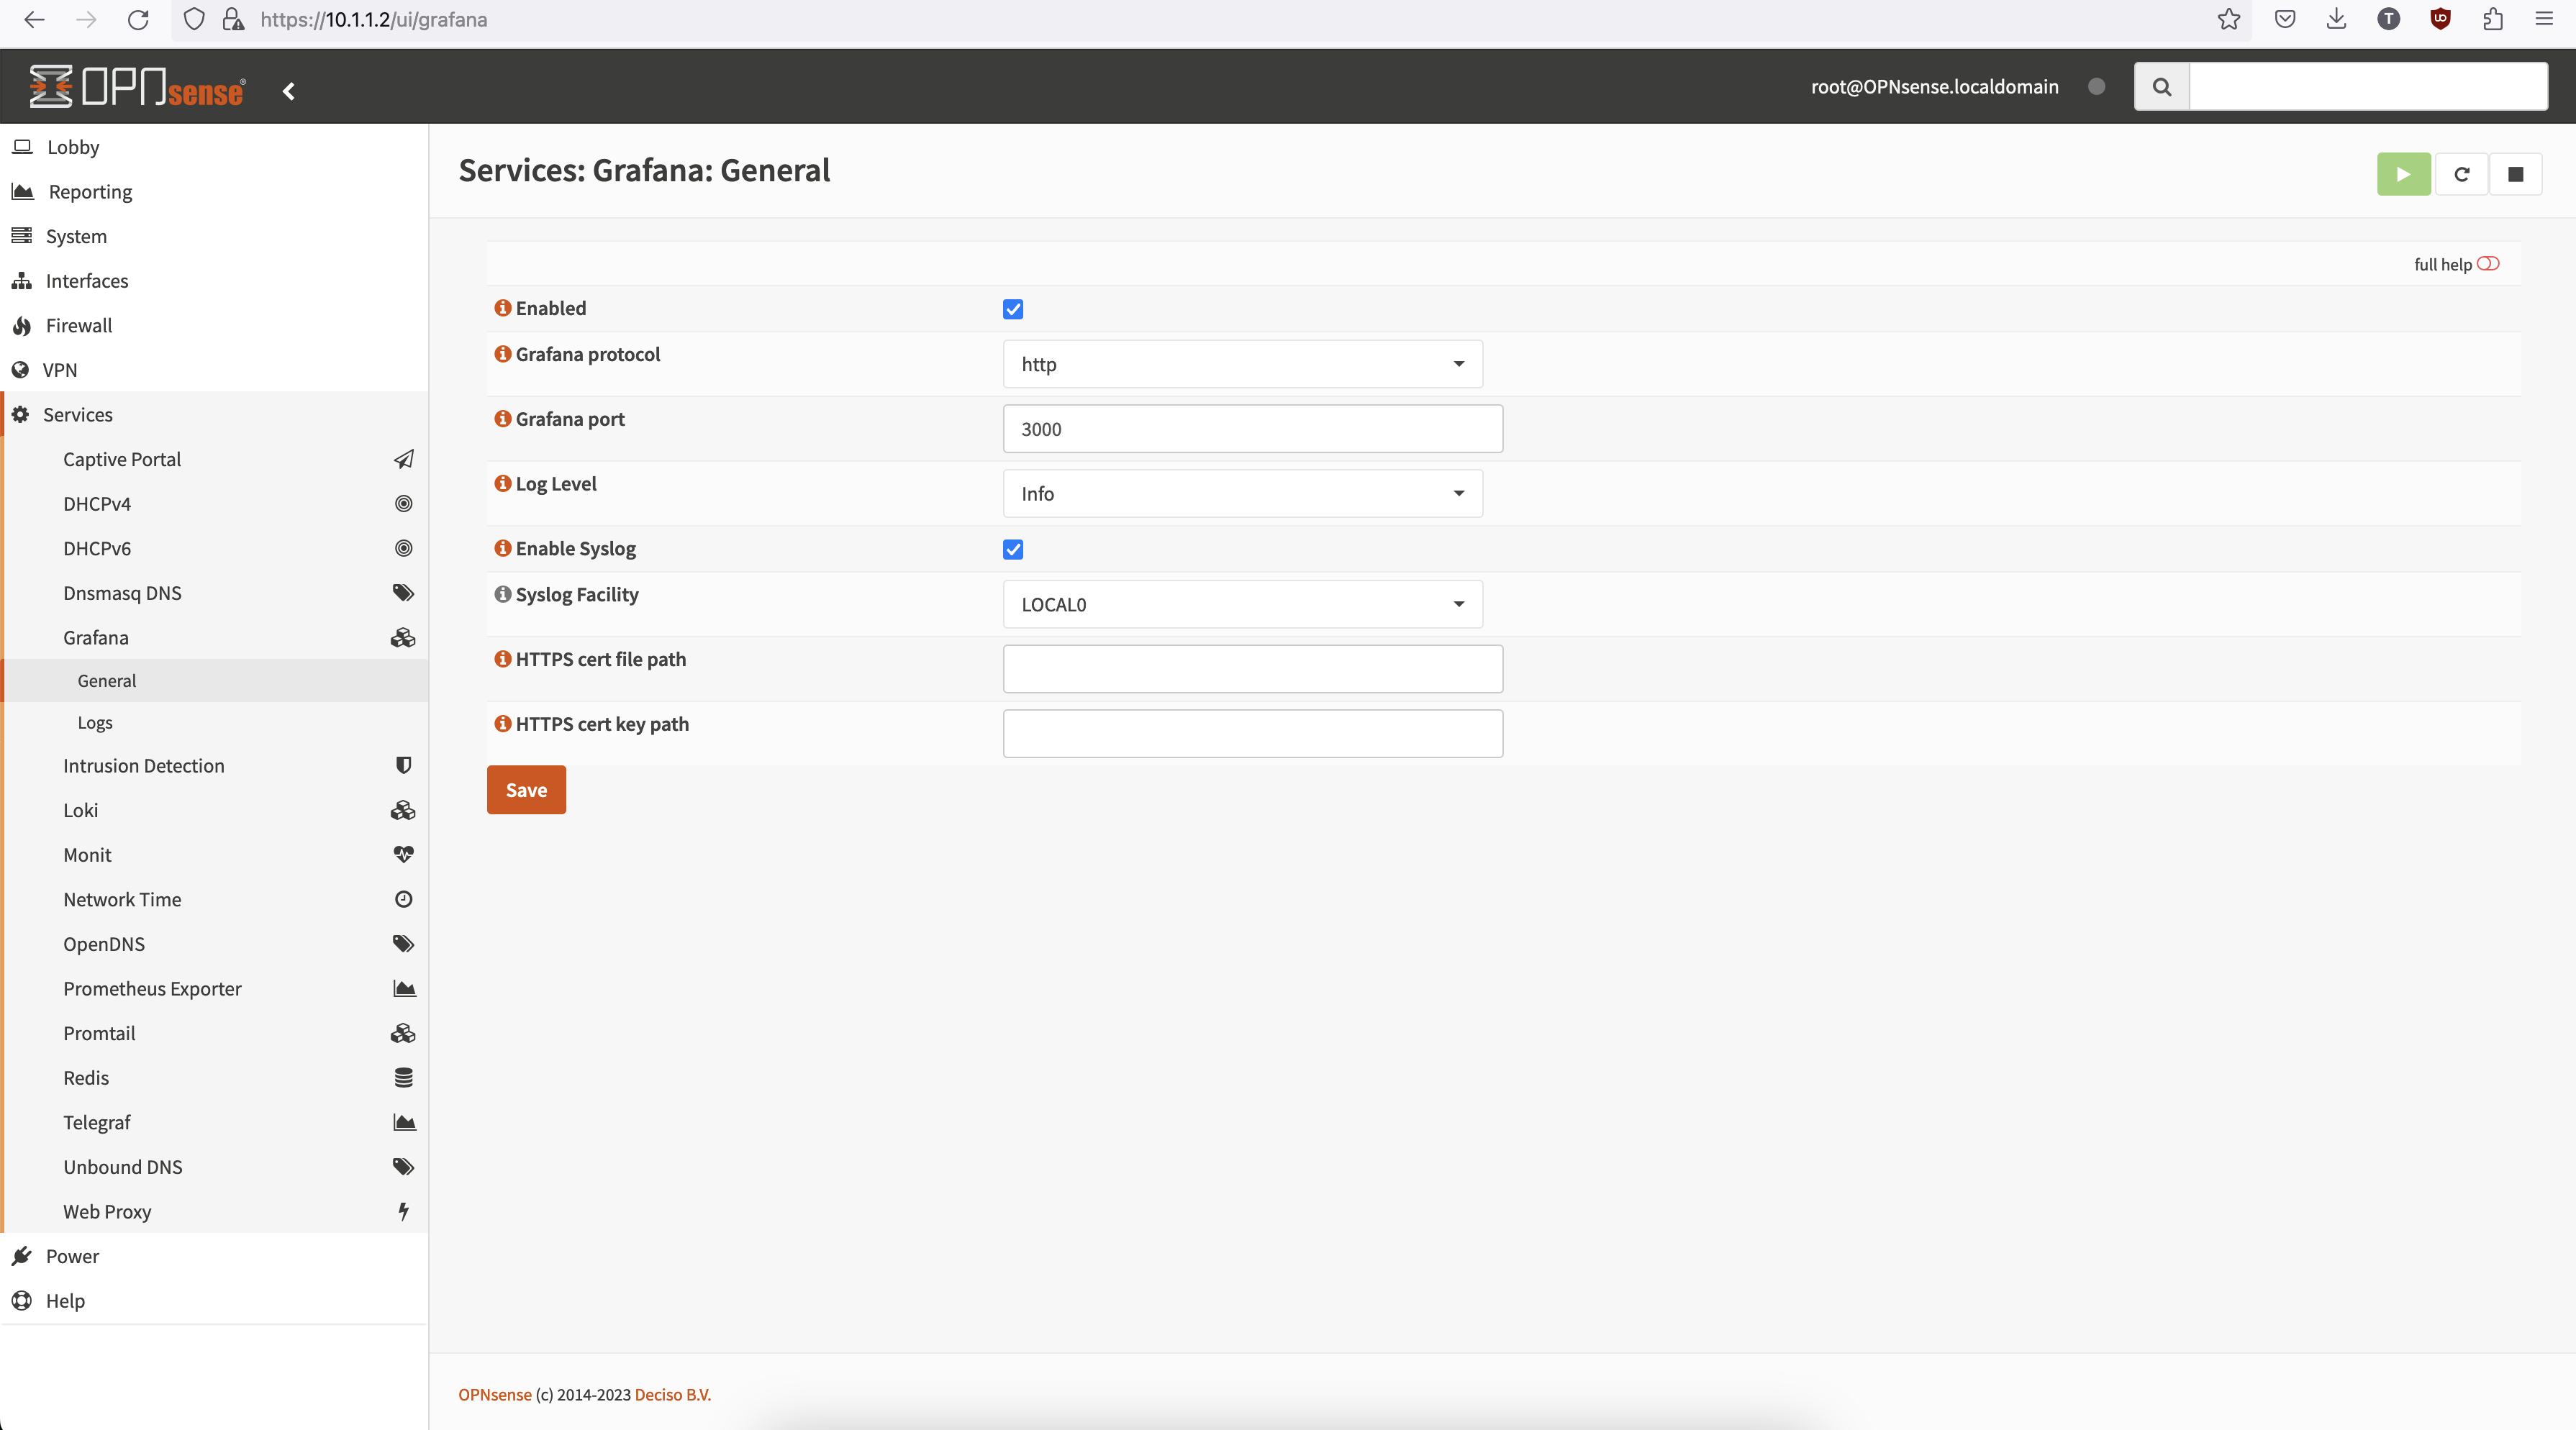 https://10.1.1.2/ui/grafana
T
OPNsense®
root@OPNsense.localdomain
Lobby
Reporting
System
Interfaces
Firewall
VPN
Services
Captive Portal
DHCPv4
DHCPv6
Dnsmasq DNS
Grafana
General
Logs
Intrusion Detection
Loki
Monit
Network Time
OpenDNS
Prometheus Exporter
Promtail
Redis
Telegraf
Unbound DNS
Web Proxy
Power
Help
Services: Grafana: General
full help
Enabled
Grafana protocol http
Grafana port 3000
Log Level Info
Enable Syslog
Syslog Facility LOCAL0
HTTPS cert file path
HTTPS cert key path
Save
OPNsense (c) 2014-2023 Deciso B.V.